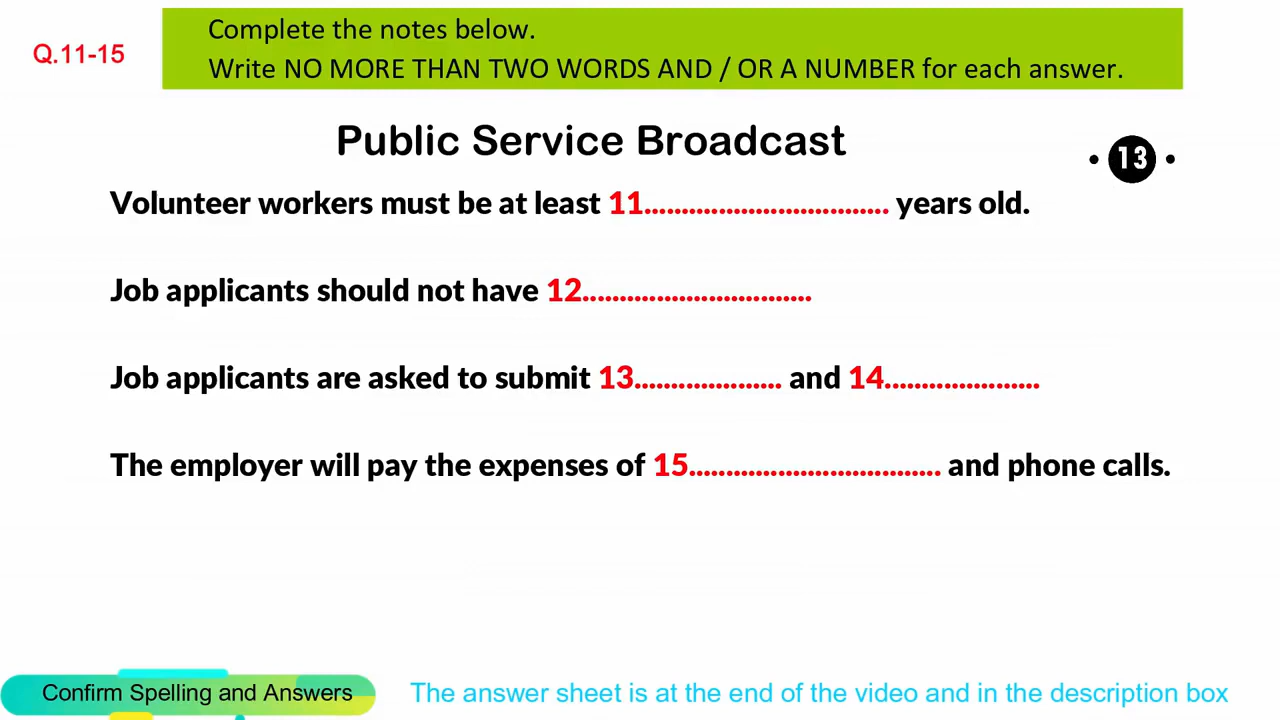 Q.11-15
Complete the notes below.
Write NO MORE THAN TWO WORDS AND / OR A NUMBER for each answer.
Public Service Broadcast
• 13 •
Volunteer workers must be at least 11................................. years old.
Job applicants should not have 12...............................
Job applicants are asked to submit 13.................... and 14.....................
The employer will pay the expenses of 15.................................. and phone calls.
Confirm Spelling and Answers
The answer sheet is at the end of the video and in the description box